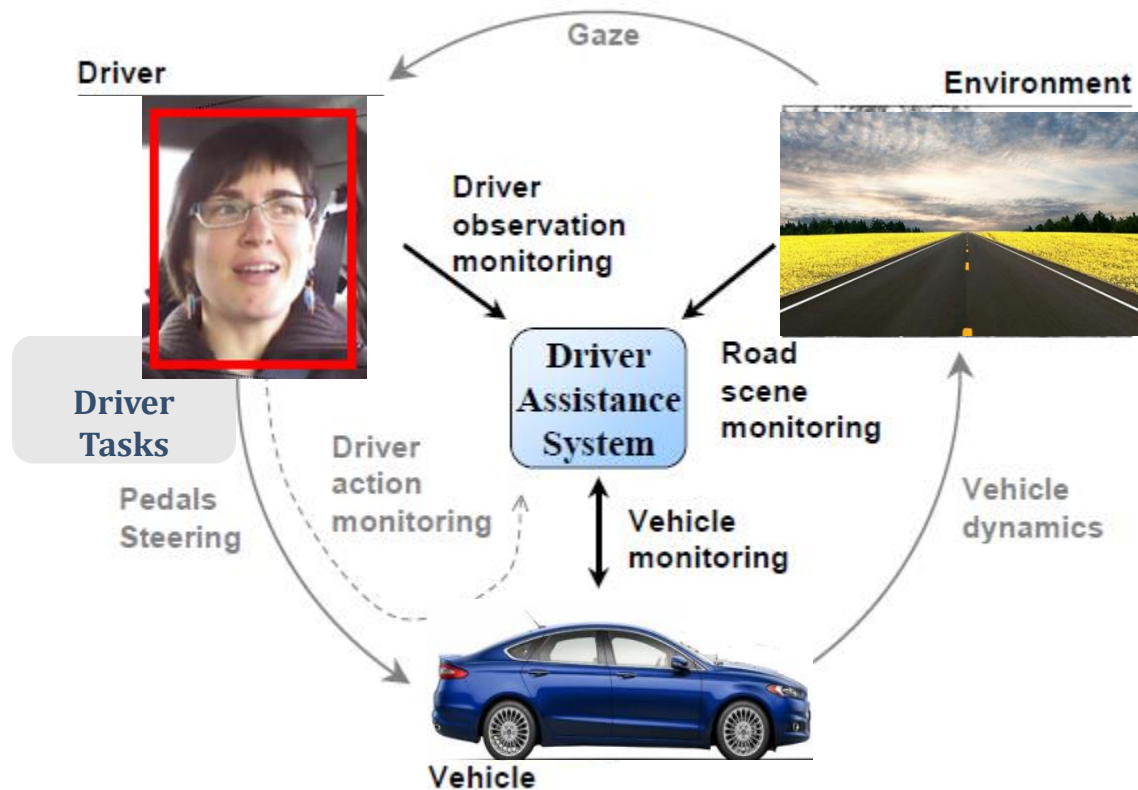 Gaze
Driver
Environment
Driver
observation
monitoring
Driver
Assistance
System
Road
scene
monitoring
Driver
Tasks
Driver
action
monitoring
Pedals
Steering
Vehicle
monitoring
Vehicle
dynamics
Vehicle